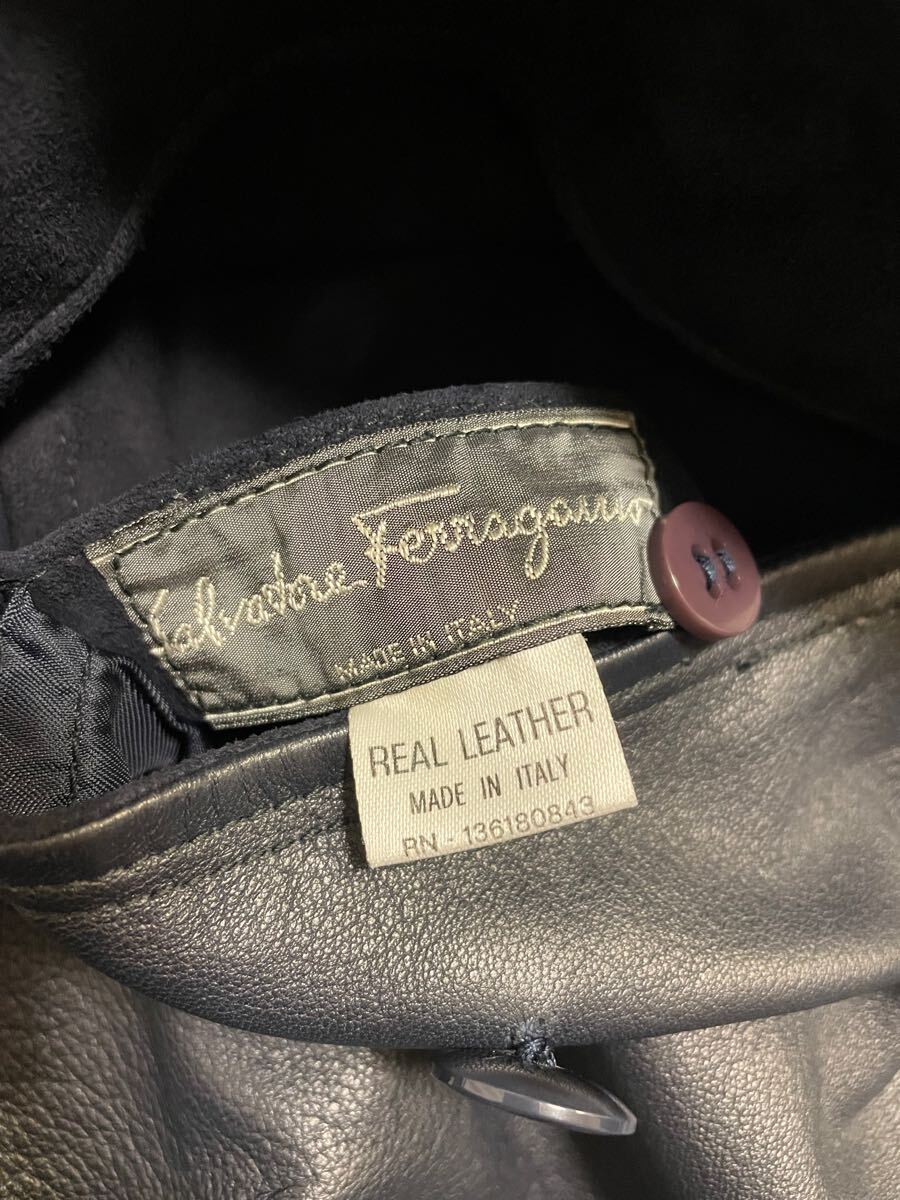 Salvatore Ferragamo
MADE IN ITALY
REAL LEATHER
MADE IN ITALY
RN - 136180843